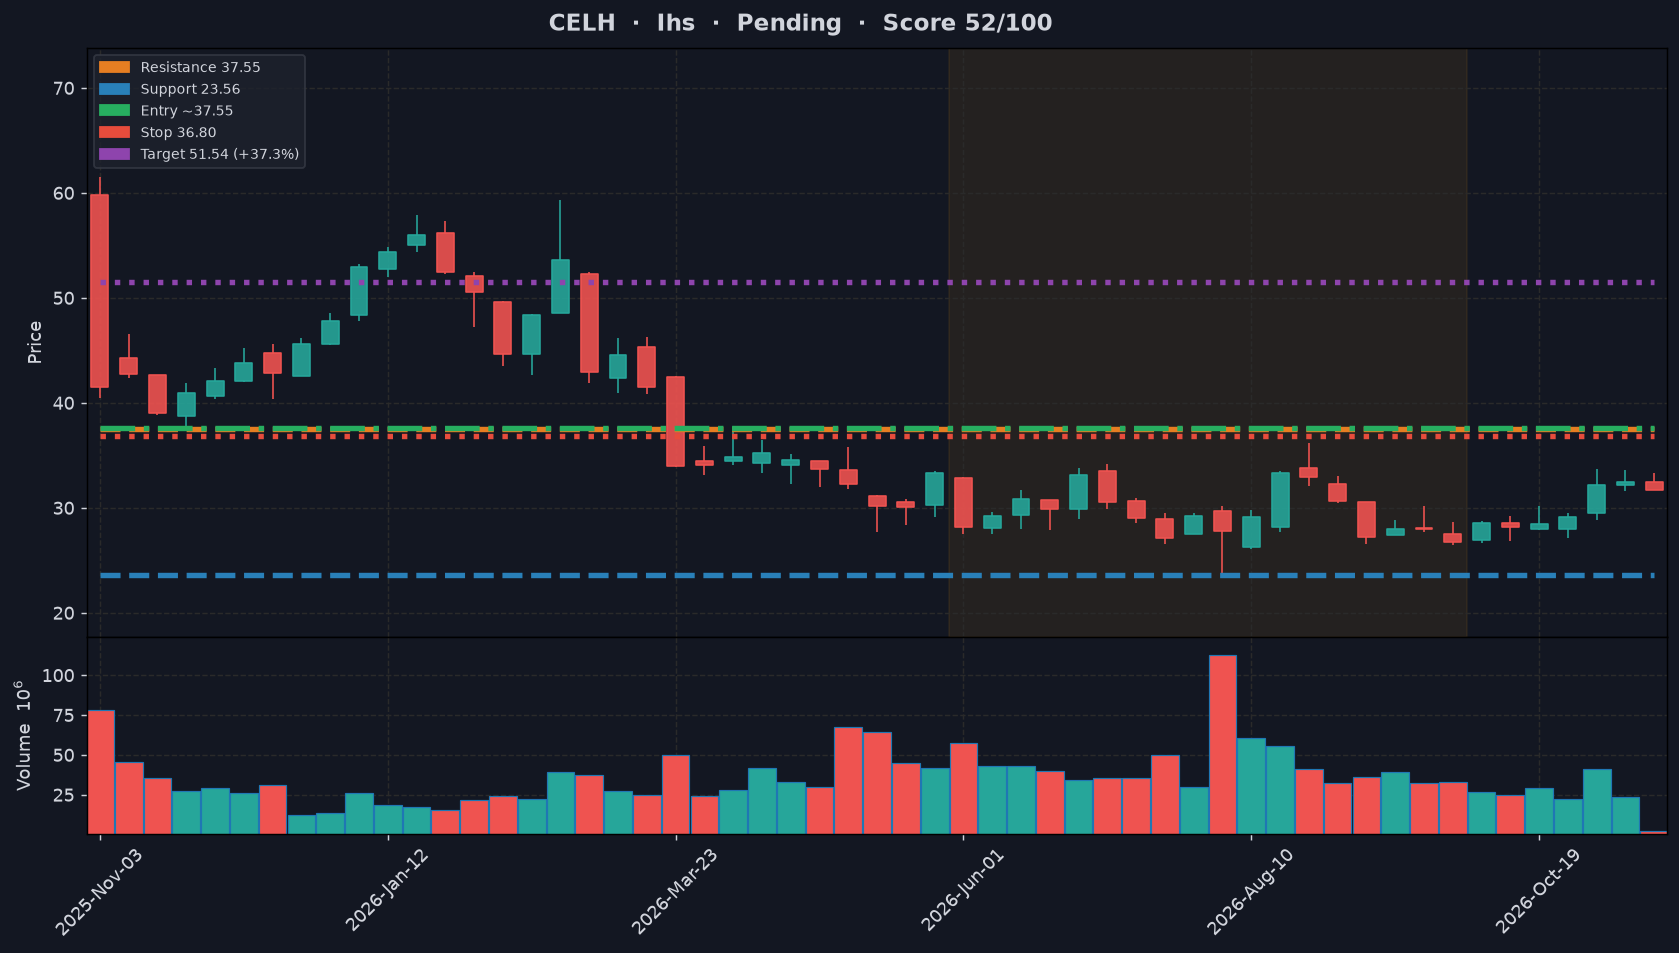 CELH · Ihs · Pending · Score 52/100
Resistance 37.55
Support 23.56
Entry ~37.55
Stop 36.80
Target 51.54 (+37.3%)
Price
70
60
50
40
30
20
Volume 10⁶
100
75
50
25
2025-Nov-03
2026-Jan-12
2026-Mar-23
2026-Jun-01
2026-Aug-10
2026-Oct-19